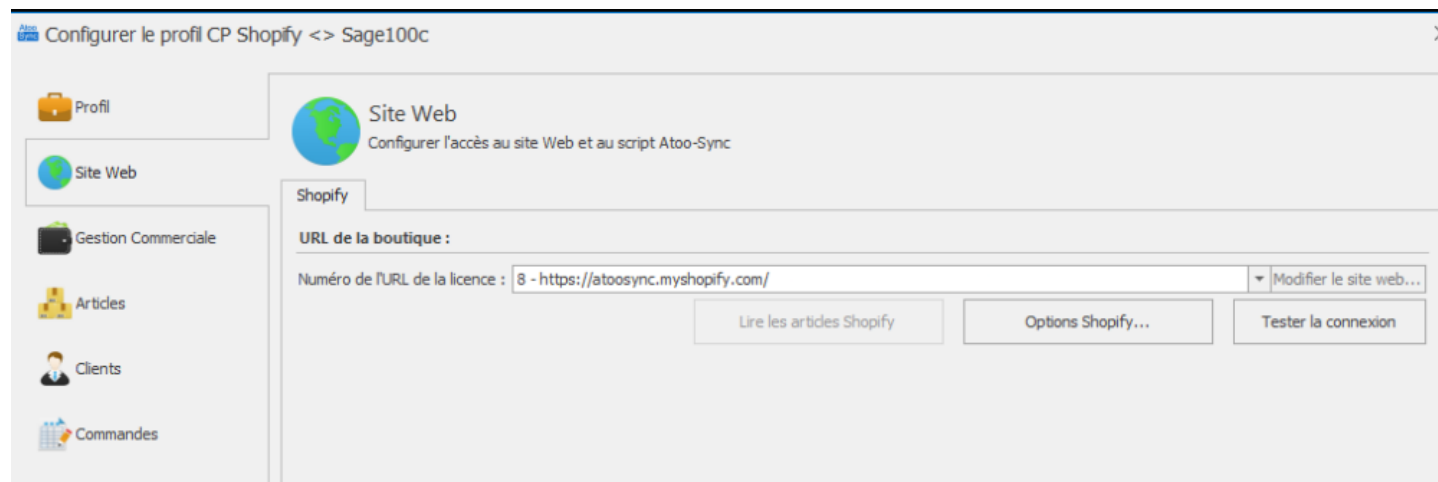 Atoo
Sync
Configurer le profil CP Shopify <> Sage100c
Profil
Site Web
Gestion Commerciale
Articles
Clients
Commandes
Site Web
Configurer l'accès au site Web et au script Atoo-Sync
Shopify
URL de la boutique :
Numéro de l'URL de la licence : 8 - https://atoosync.myshopify.com/ Modifier le site web...
Lire les articles Shopify Options Shopify... Tester la connexion